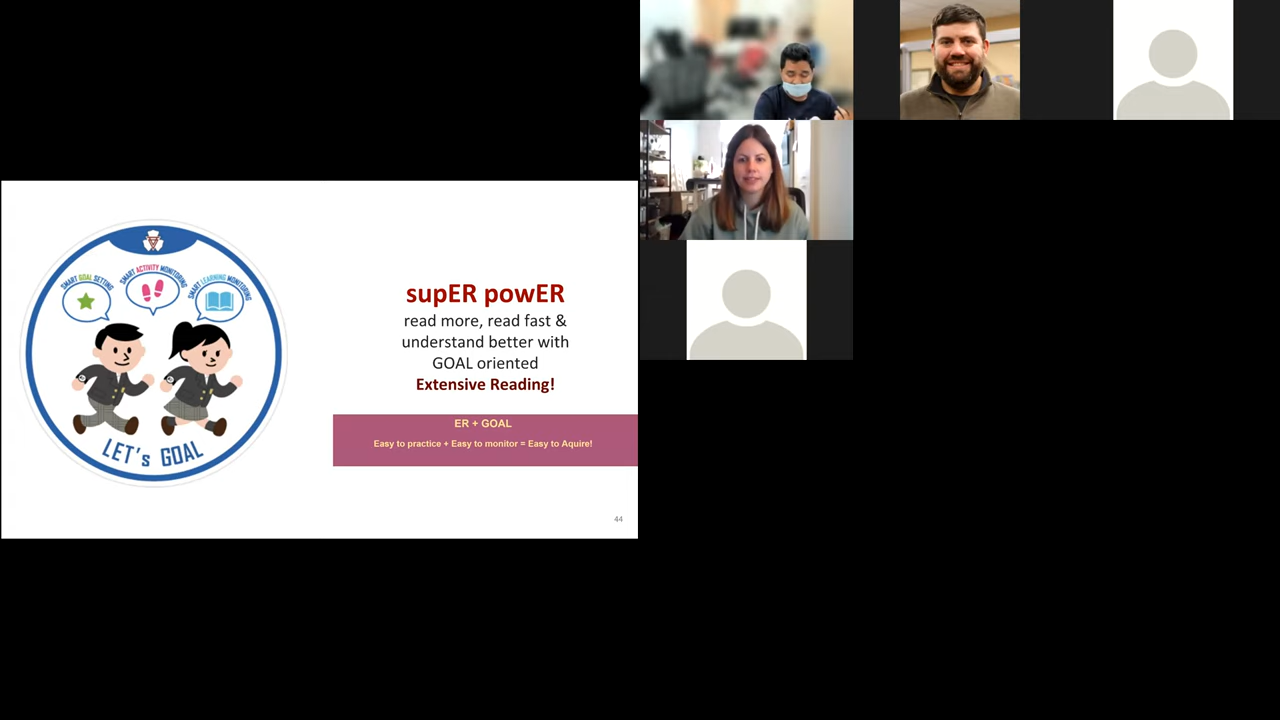 SMART GOAL SETTING
SMART ACTIVITY MONITORING
SMART LEARNING MONITORING
LET's GOAL
supER powER
read more, read fast &
understand better with
GOAL oriented
Extensive Reading!
ER + GOAL
Easy to practice + Easy to monitor = Easy to Aquire!
44